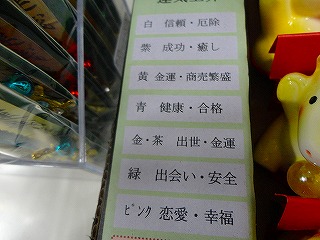 白 信頼・厄除
紫 成功・癒し
黄 金運・商売繁盛
青 健康・合格
金・茶 出世・金運
緑 出会い・安全
ピンク 恋愛・幸福